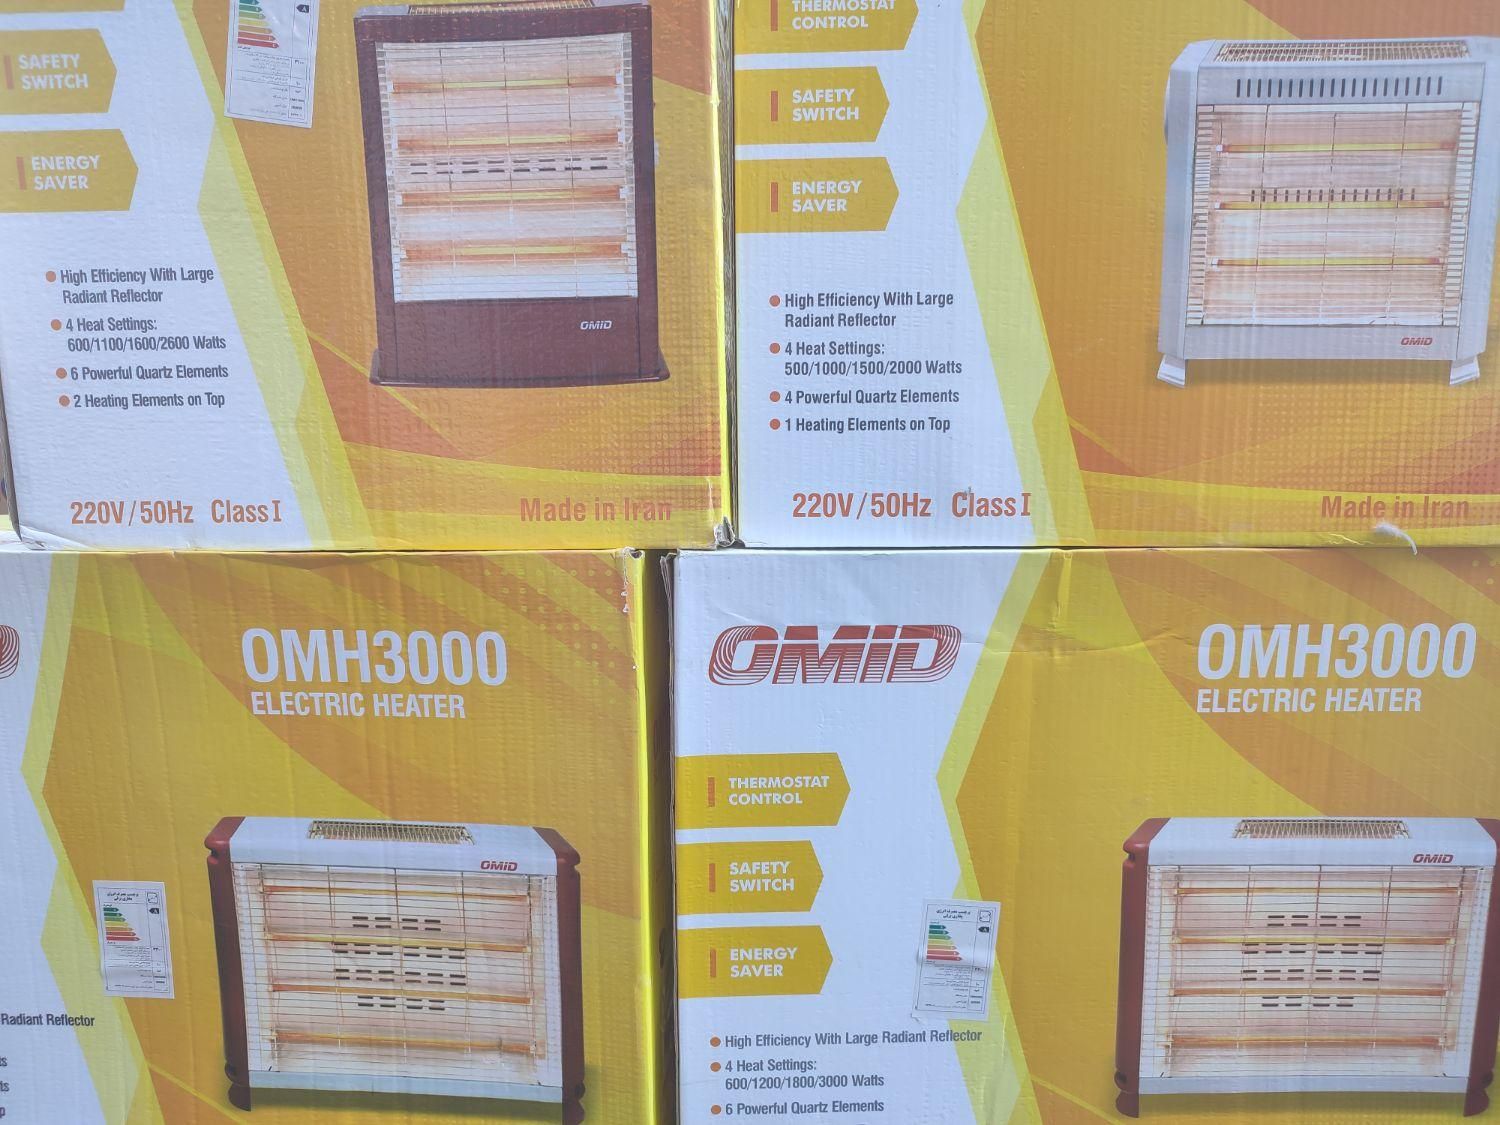 SAFETY
SWITCH
ENERGY
SAVER
High Efficiency With Large
Radiant Reflector
4 Heat Settings:
600/1100/1600/2600 Watts
6 Powerful Quartz Elements
2 Heating Elements on Top
220V/50Hz Class I
Made in Iran
OMID
THERMOSTAT
CONTROL
SAFETY
SWITCH
ENERGY
SAVER
High Efficiency With Large
Radiant Reflector
4 Heat Settings:
500/1000/1500/2000 Watts
4 Powerful Quartz Elements
1 Heating Elements on Top
220V/50Hz Class I
Made in Iran
OMID
OMH3000
ELECTRIC HEATER
OMID
Radiant Reflector
OMID
OMH3000
ELECTRIC HEATER
THERMOSTAT
CONTROL
SAFETY
SWITCH
ENERGY
SAVER
High Efficiency With Large Radiant Reflector
4 Heat Settings:
600/1200/1800/3000 Watts
6 Powerful Quartz Elements
OMID